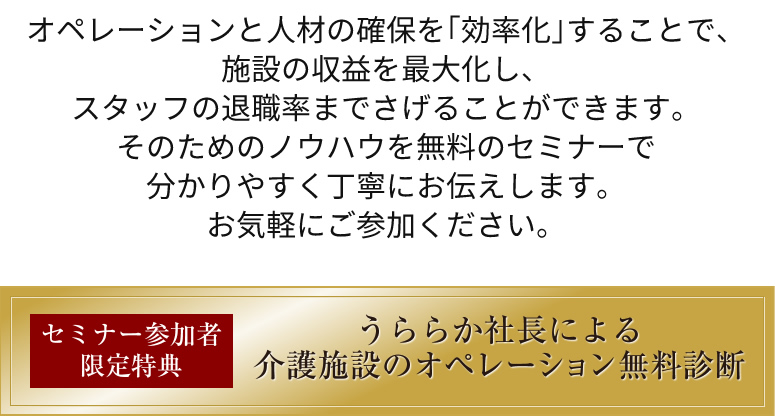 オペレーションと人材の確保を「効率化」することで、
施設の収益を最大化し、
スタッフの退職率までさげることができます。
そのためのノウハウを無料のセミナーで
分かりやすく丁寧にお伝えします。
お気軽にご参加ください。
セミナー参加者
限定特典
うららか社長による
介護施設のオペレーション無料診断